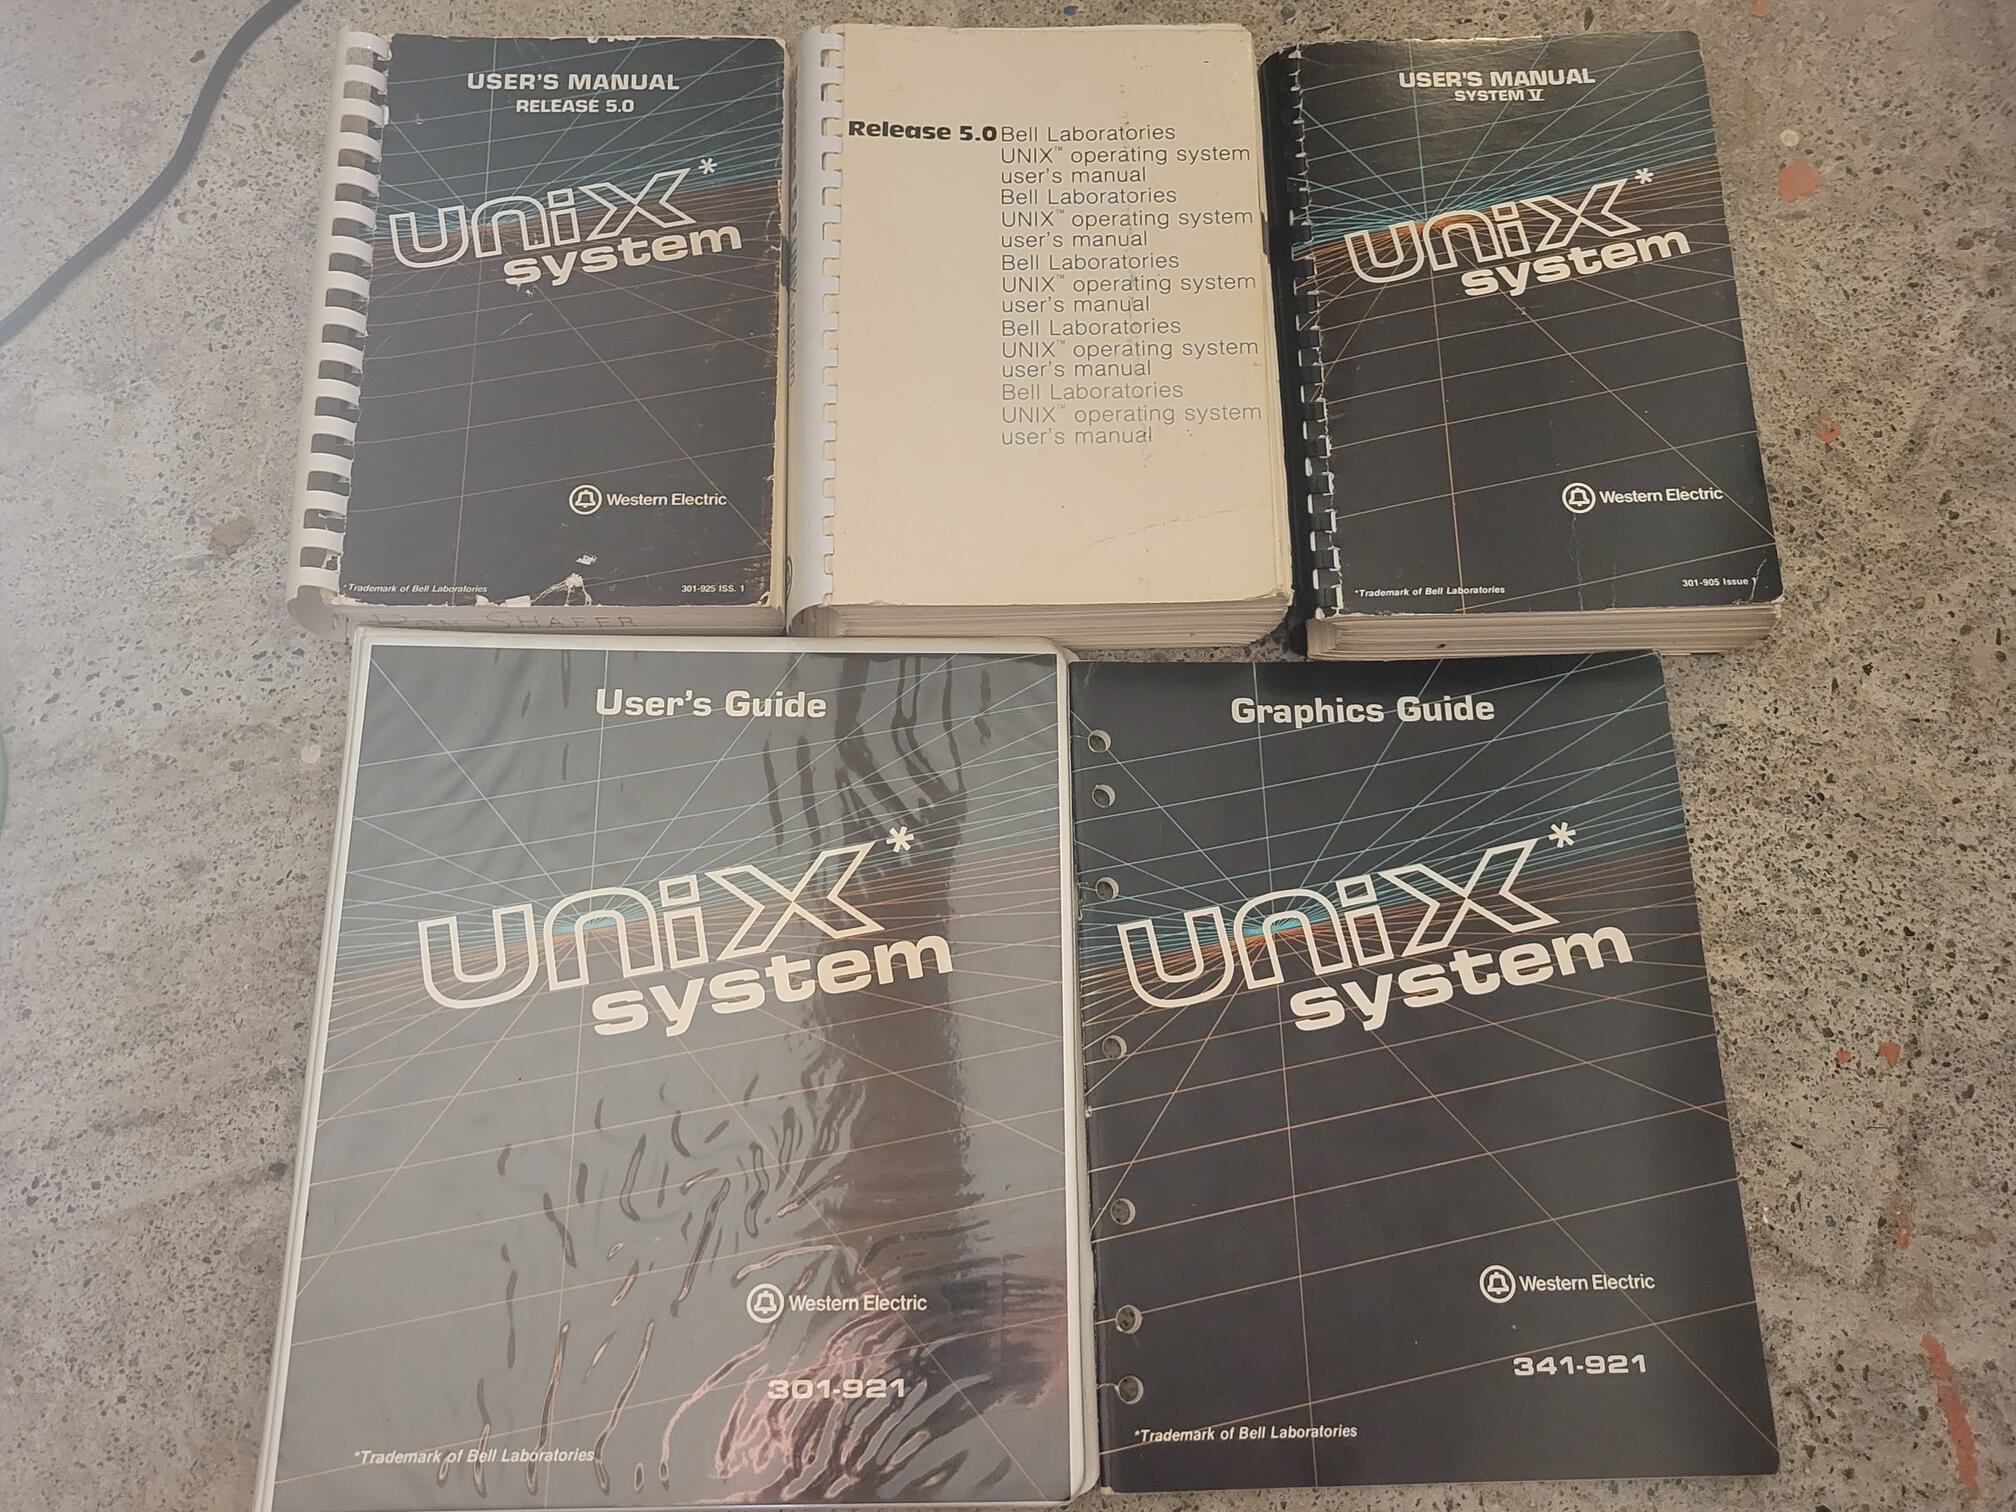 USER'S MANUAL
RELEASE 5.0
unix*
system
Western Electric
*Trademark of Bell Laboratories
301-925 ISS. 1
DON SHAFER
Release 5.0 Bell Laboratories
UNIX™ operating system
user's manual
Bell Laboratories
UNIX™ operating system
user's manual
Bell Laboratories
UNIX™ operating system
user's manual
Bell Laboratories
UNIX™ operating system
user's manual
Bell Laboratories
UNIX™ operating system
user's manual
USER'S MANUAL
SYSTEM V
unix*
system
Western Electric
*Trademark of Bell Laboratories
301-905 Issue 1
User's Guide
unix*
system
Western Electric
301-921
*Trademark of Bell Laboratories
Graphics Guide
unix*
system
Western Electric
341-921
*Trademark of Bell Laboratories